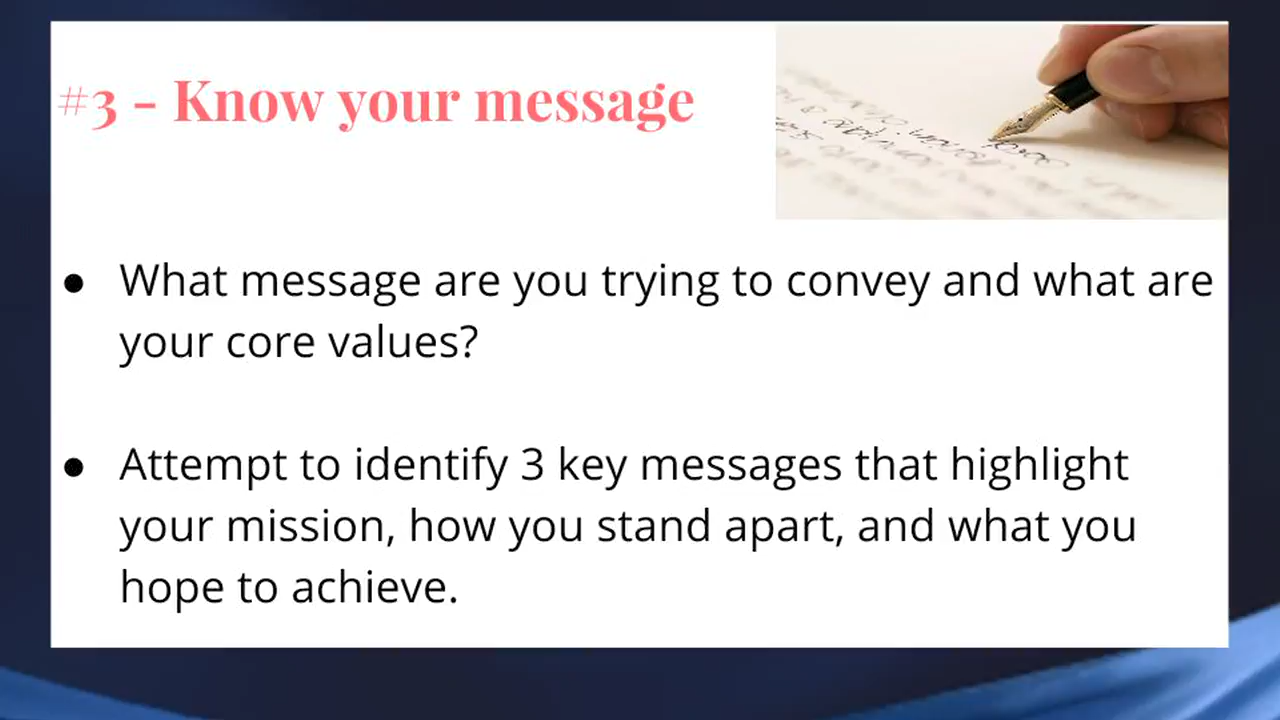 #3 - Know your message
● What message are you trying to convey and what are
your core values?
● Attempt to identify 3 key messages that highlight
your mission, how you stand apart, and what you
hope to achieve.